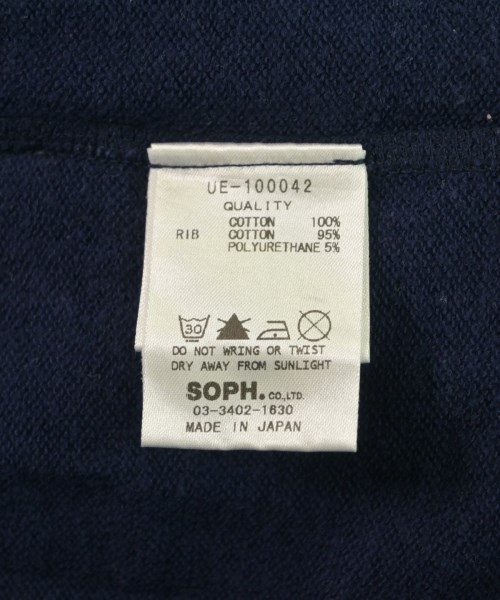 UE-100042
QUALITY
COTTON 100%
RIB COTTON 95%
POLYURETHANE 5%
30
DO NOT WRING OR TWIST
DRY AWAY FROM SUNLIGHT
SOPH. CO.,LTD.
03-3402-1630
MADE IN JAPAN